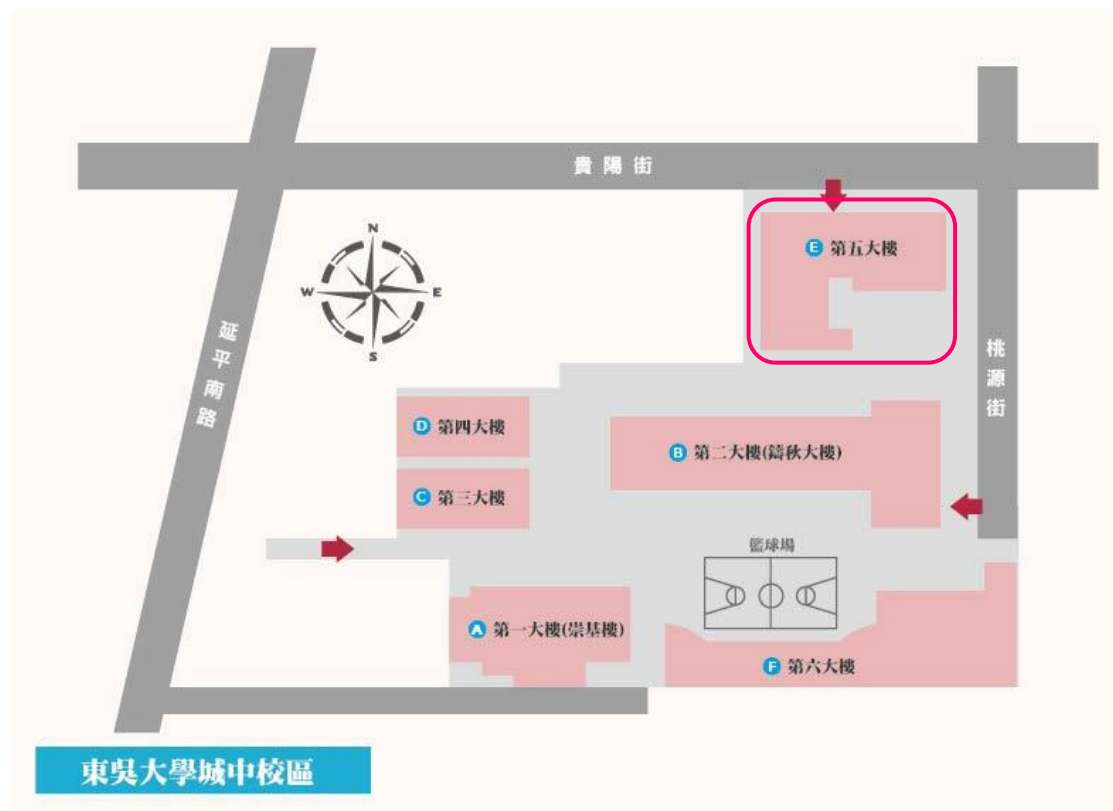 貴陽街
N
E 第五大樓
W
E
延平南路
S
桃源街
D 第四大樓
B 第二大樓(鑄秋大樓)
C 第三大樓
籃球場
A 第一大樓(崇基樓)
F 第六大樓
東吳大學城中校區